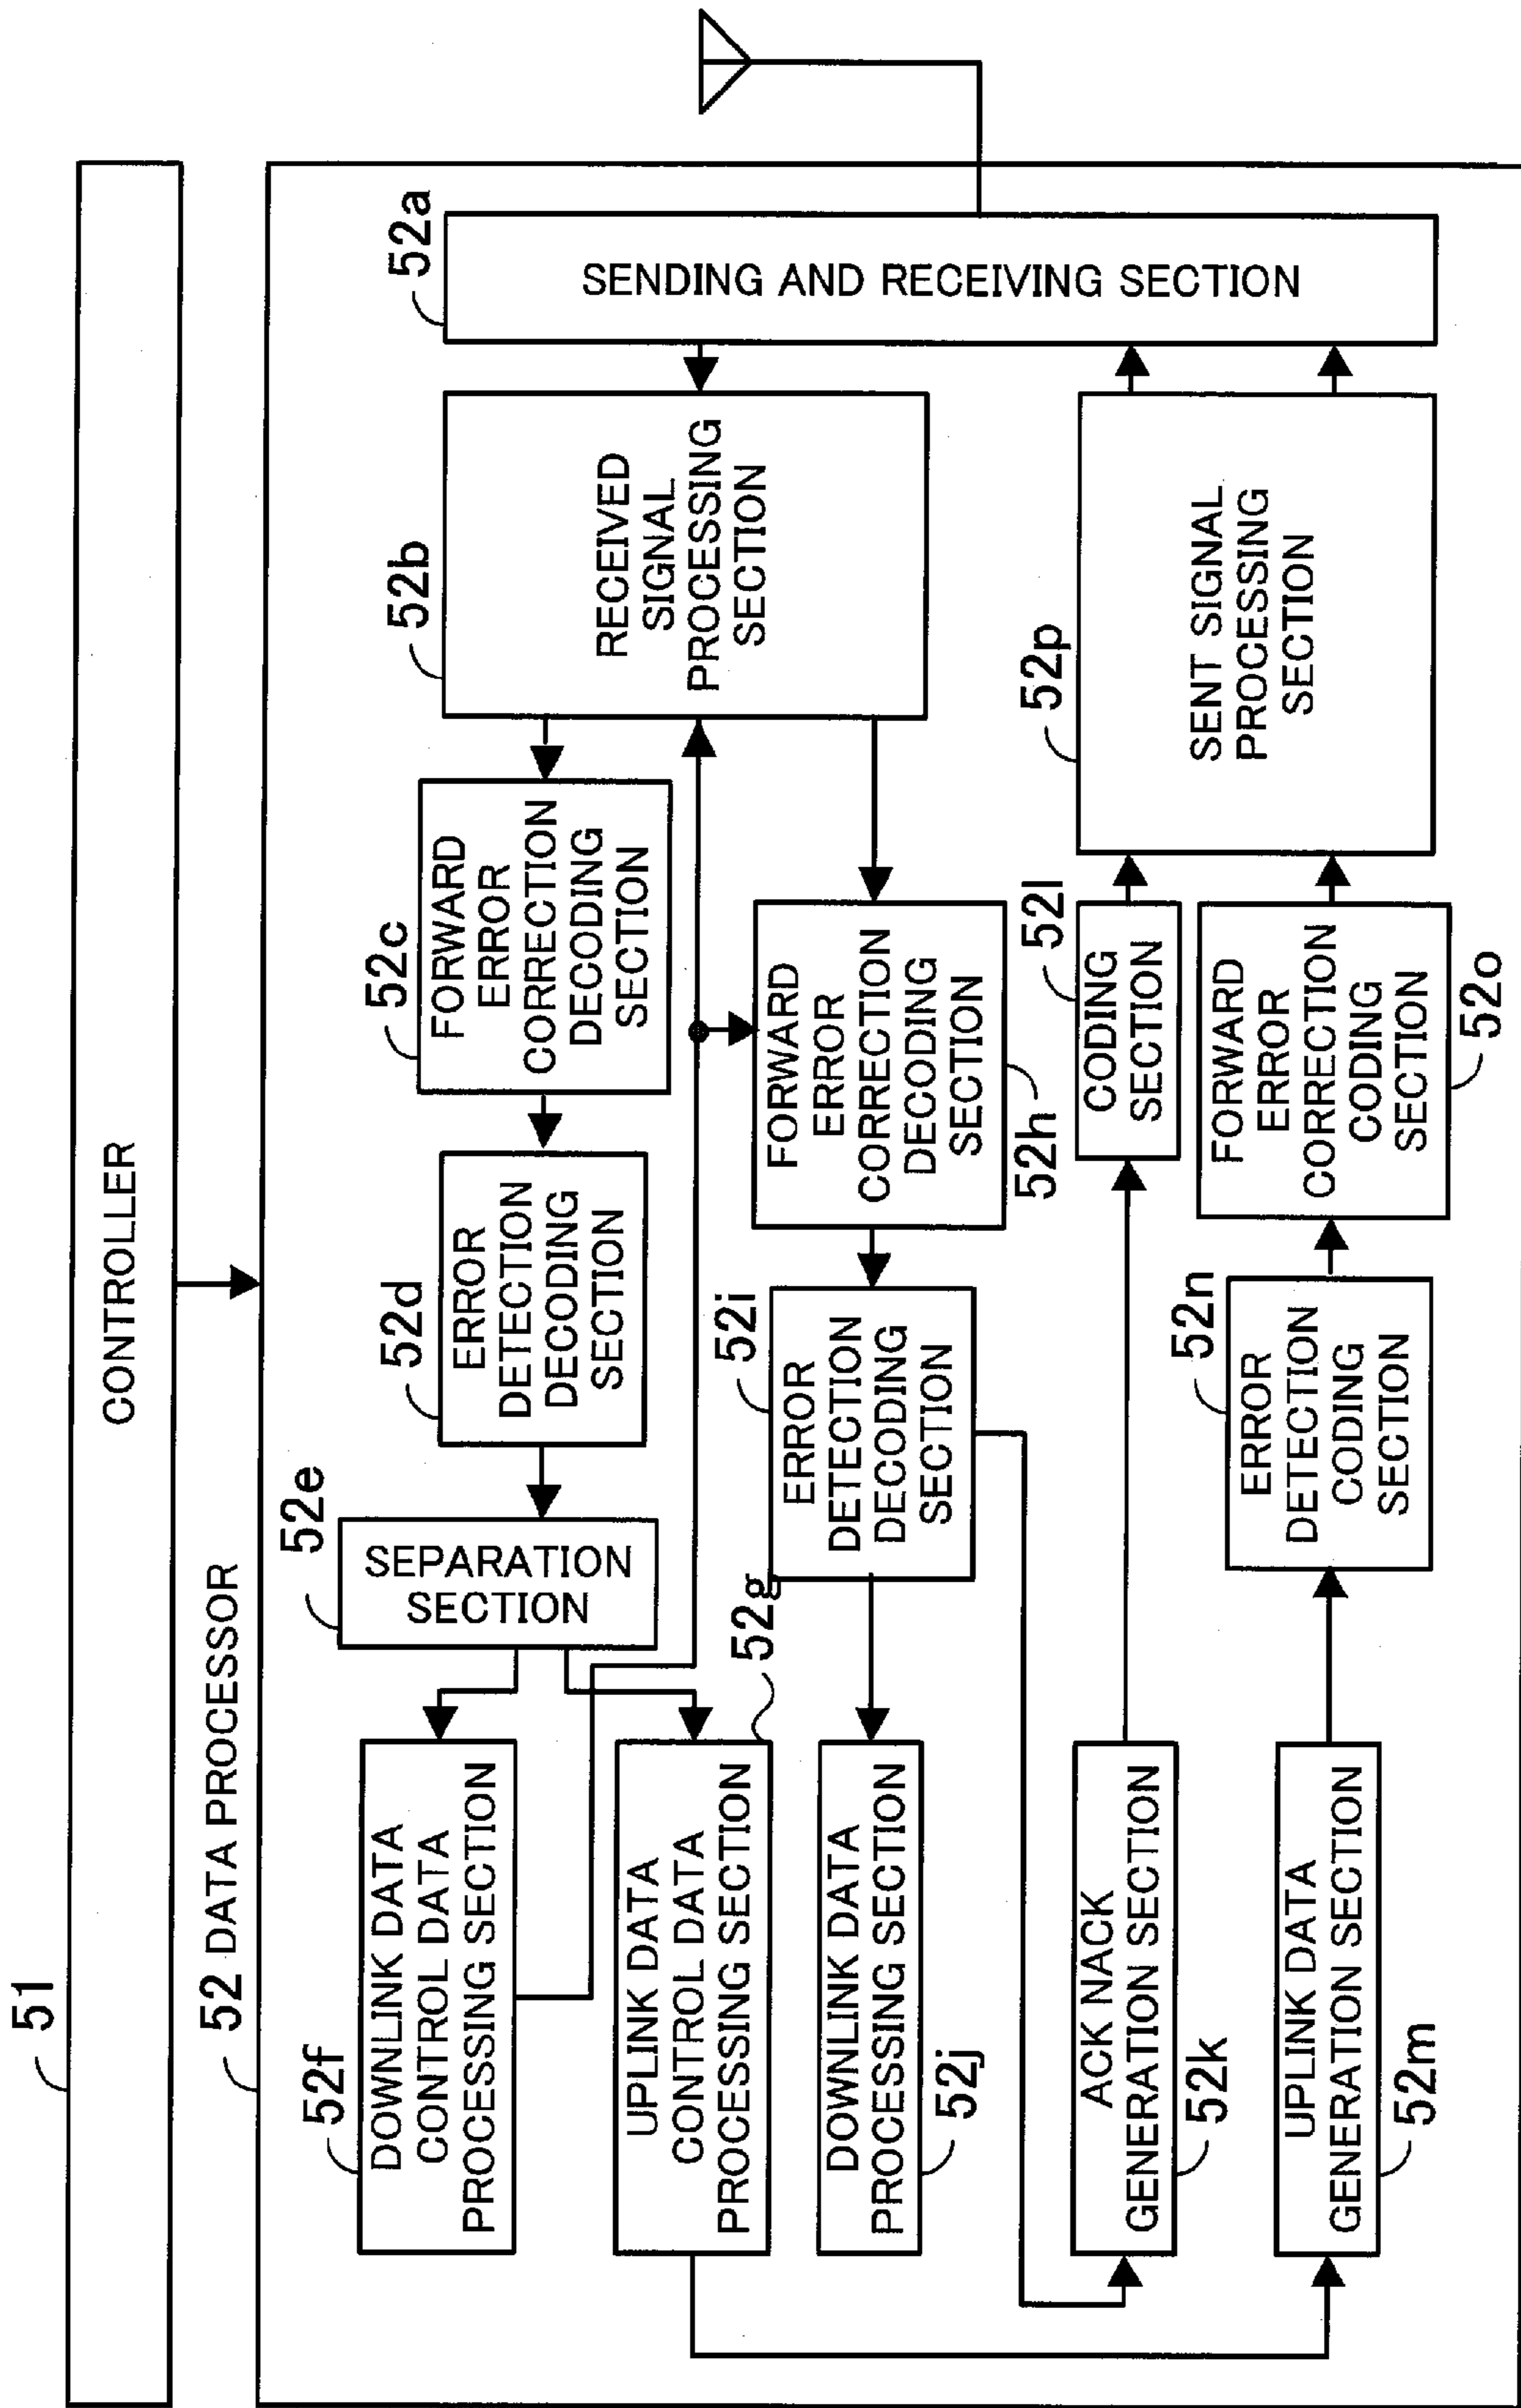 51
CONTROLLER
52 DATA PROCESSOR
52f
DOWNLINK DATA
CONTROL DATA
PROCESSING SECTION
52e
SEPARATION
SECTION
52d
ERROR
DETECTION
DECODING
SECTION
52c
FORWARD
ERROR
CORRECTION
DECODING
SECTION
52b
RECEIVED
SIGNAL
PROCESSING
SECTION
52a
SENDING AND RECEIVING SECTION
UPLINK DATA
CONTROL DATA
PROCESSING SECTION
52g
DOWNLINK DATA
PROCESSING SECTION
52j
52i
ERROR
DETECTION
DECODING
SECTION
FORWARD
ERROR
CORRECTION
DECODING
SECTION
52h
ACK NACK
GENERATION SECTION
52k
52l
CODING
SECTION
52p
SENT SIGNAL
PROCESSING
SECTION
UPLINK DATA
GENERATION SECTION
52m
52n
ERROR
DETECTION
CODING
SECTION
FORWARD
ERROR
CORRECTION
CODING
SECTION
52o